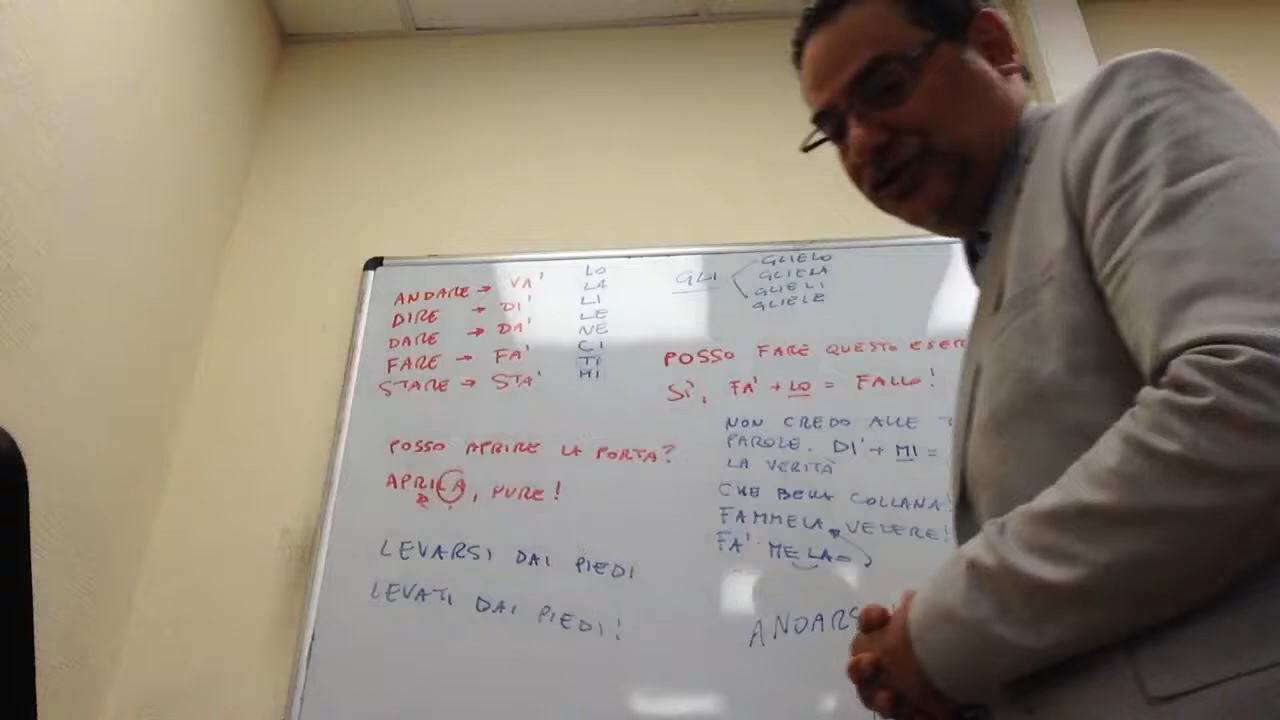 ANDARE → VA'
DIRE → DI'
DARE → DA'
FARE → FA'
STARE → STA'
LO
LA
LI
LE
NE
CI
TI
MI
GLI
GLIELO
GLIELA
GLIELI
GLIELE
POSSO APRIRE LA PORTA?
APRILA, PURE!
LEVARSI DAI PIEDI
LEVATI DAI PIEDI!
POSSO FARE QUESTO
SÌ, FA' + LO = FALLO!
NON CREDO ALLE
PAROLE. DI' + MI =
LA VERITÀ
CHE BELLA COLLANA!
FAMMELA VEDERE!
FA' ME LA